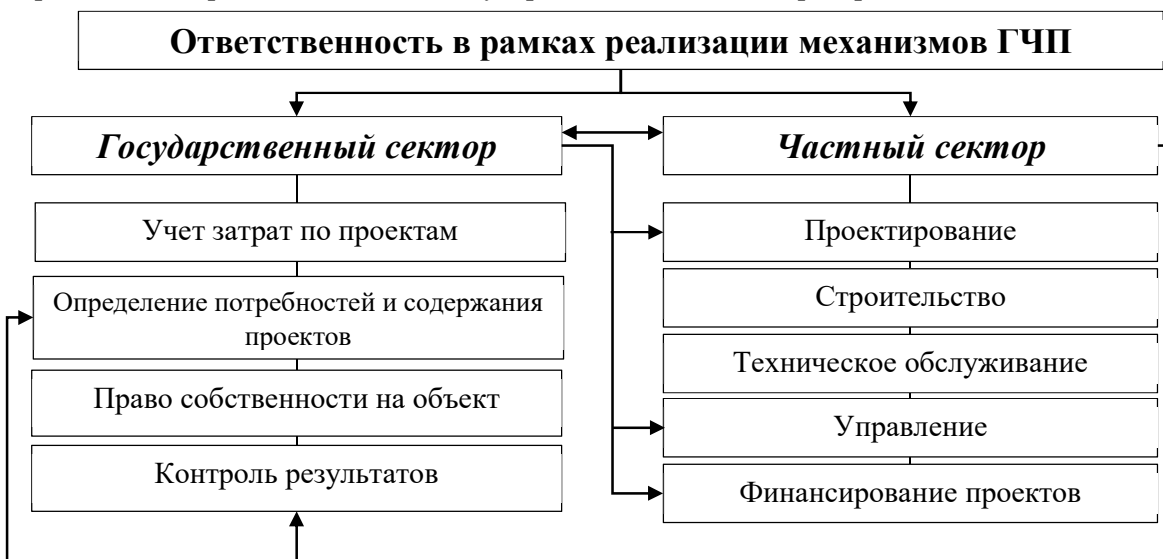 Ответственность в рамках реализации механизмов ГЧП
Государственный сектор
Частный сектор
Учет затрат по проектам
Определение потребностей и содержания
проектов
Право собственности на объект
Контроль результатов
Проектирование
Строительство
Техническое обслуживание
Управление
Финансирование проектов